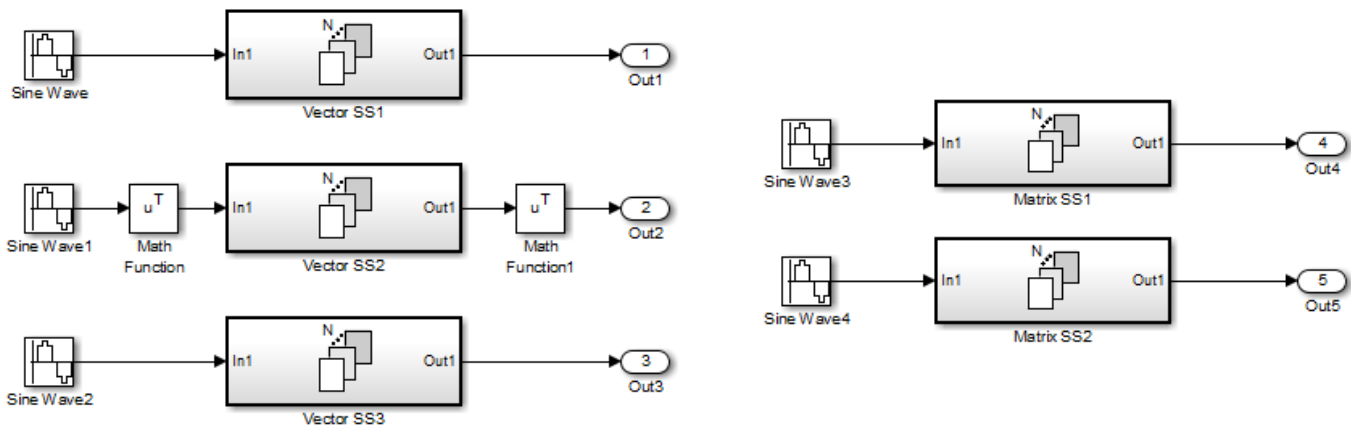 N
In1
Out1
1
Sine Wave
Vector SS1
Out1
N
In1
Out1
uT
uT
2
Sine Wave1
Math
Function
Vector SS2
Math
Function1
Out2
N
In1
Out1
3
Sine Wave2
Vector SS3
Out3
N
In1
Out1
4
Sine Wave3
Matrix SS1
Out4
N
In1
Out1
5
Sine Wave4
Matrix SS2
Out5